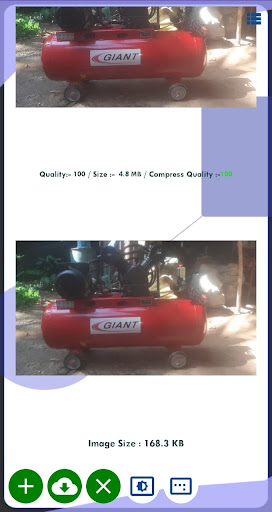 GIANT
Quality:- 100 / Size :- 4.8 MB / Compress Quality :-100
GIANT
Image Size : 168.3 KB